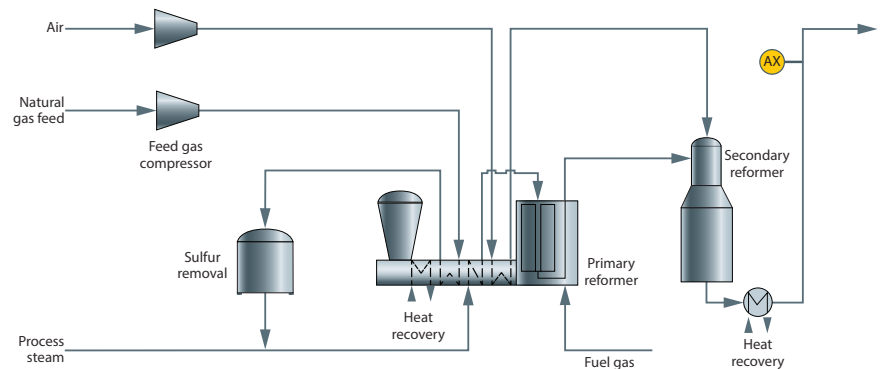 Air
AX
Natural
gas feed
Feed gas
compressor
Secondary
reformer
Sulfur
removal
Primary
reformer
Heat
recovery
Process
steam
Fuel gas
Heat
recovery